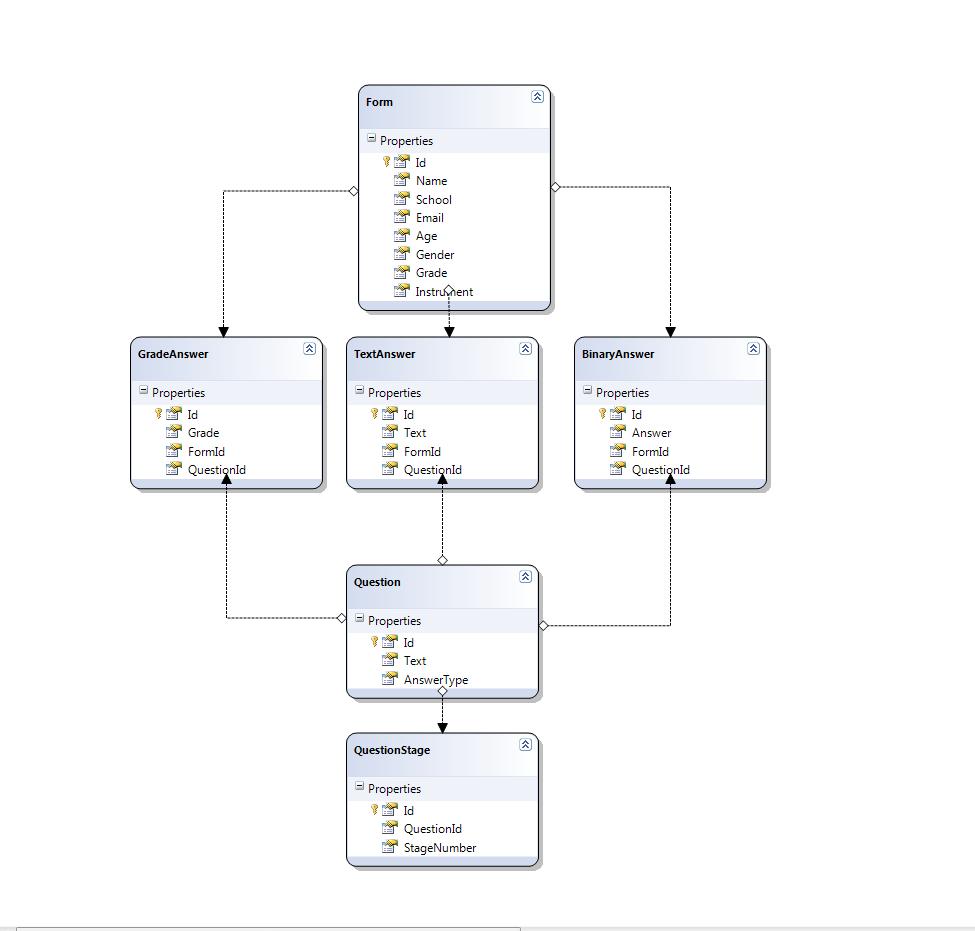 Form
Properties
Id
Name
School
Email
Age
Gender
Grade
Instrument
GradeAnswer
Properties
Id
Grade
FormId
QuestionId
TextAnswer
Properties
Id
Text
FormId
QuestionId
BinaryAnswer
Properties
Id
Answer
FormId
QuestionId
Question
Properties
Id
Text
AnswerType
QuestionStage
Properties
Id
QuestionId
StageNumber